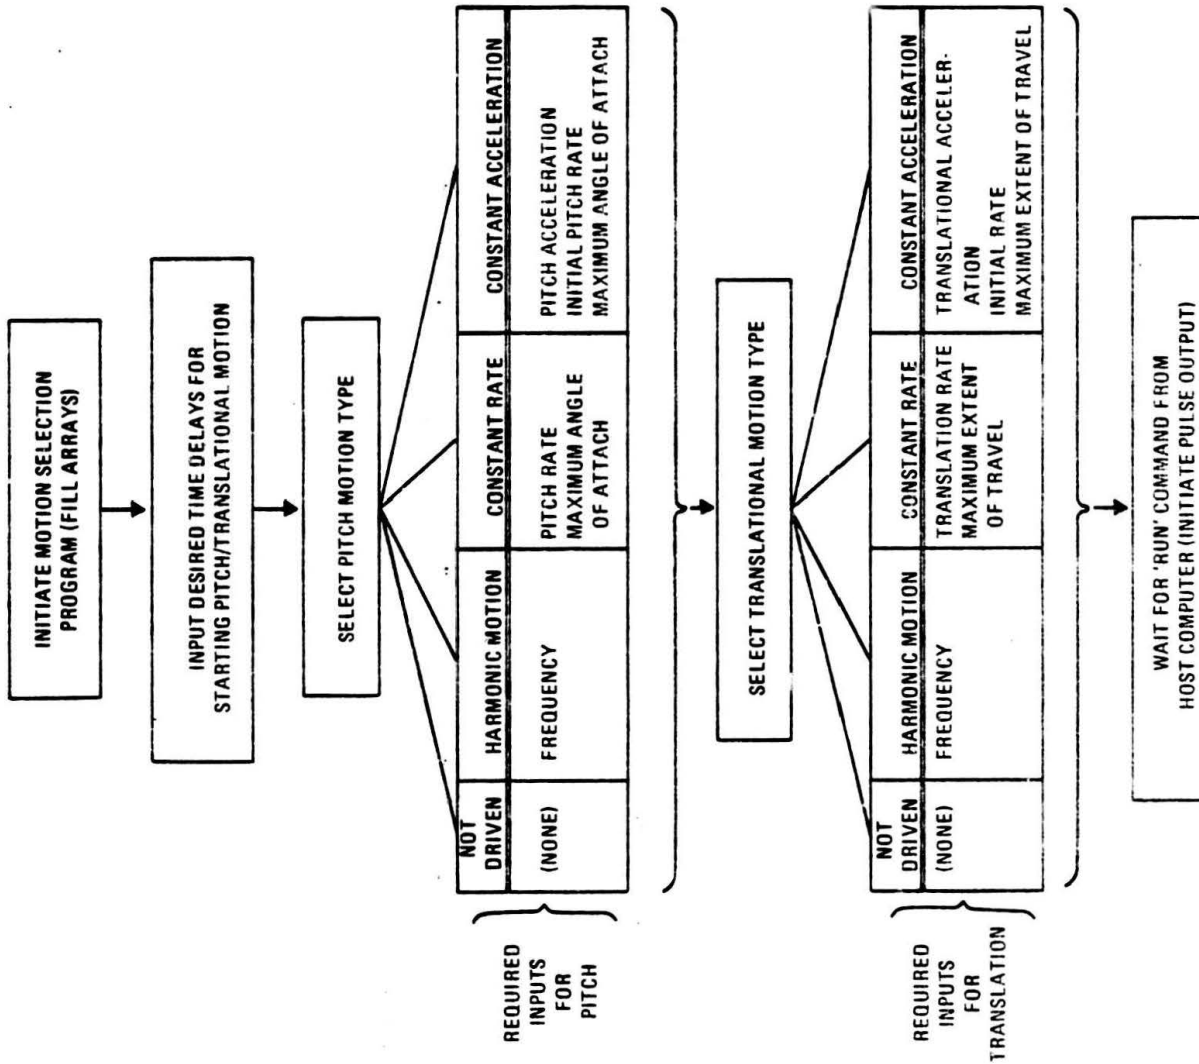 INITIATE MOTION SELECTION
PROGRAM (FILL ARRAYS)
INPUT DESIRED TIME DELAYS FOR
STARTING PITCH/TRANSLATIONAL MOTION
SELECT PITCH MOTION TYPE
REQUIRED
INPUTS
FOR
PITCH
NOT
DRIVEN
HARMONIC MOTION
CONSTANT RATE
CONSTANT ACCELERATION
(NONE)
FREQUENCY
PITCH RATE
MAXIMUM ANGLE
OF ATTACH
PITCH ACCELERATION
INITIAL PITCH RATE
MAXIMUM ANGLE OF ATTACH
SELECT TRANSLATIONAL MOTION TYPE
REQUIRED
INPUTS
FOR
TRANSLATION
NOT
DRIVEN
HARMONIC MOTION
CONSTANT RATE
CONSTANT ACCELERATION
(NONE)
FREQUENCY
TRANSLATION RATE
MAXIMUM EXTENT
OF TRAVEL
TRANSLATIONAL ACCELER-
ATION
INITIAL RATE
MAXIMUM EXTENT OF TRAVEL
WAIT FOR 'RUN' COMMAND FROM
HOST COMPUTER (INITIATE PULSE OUTPUT)